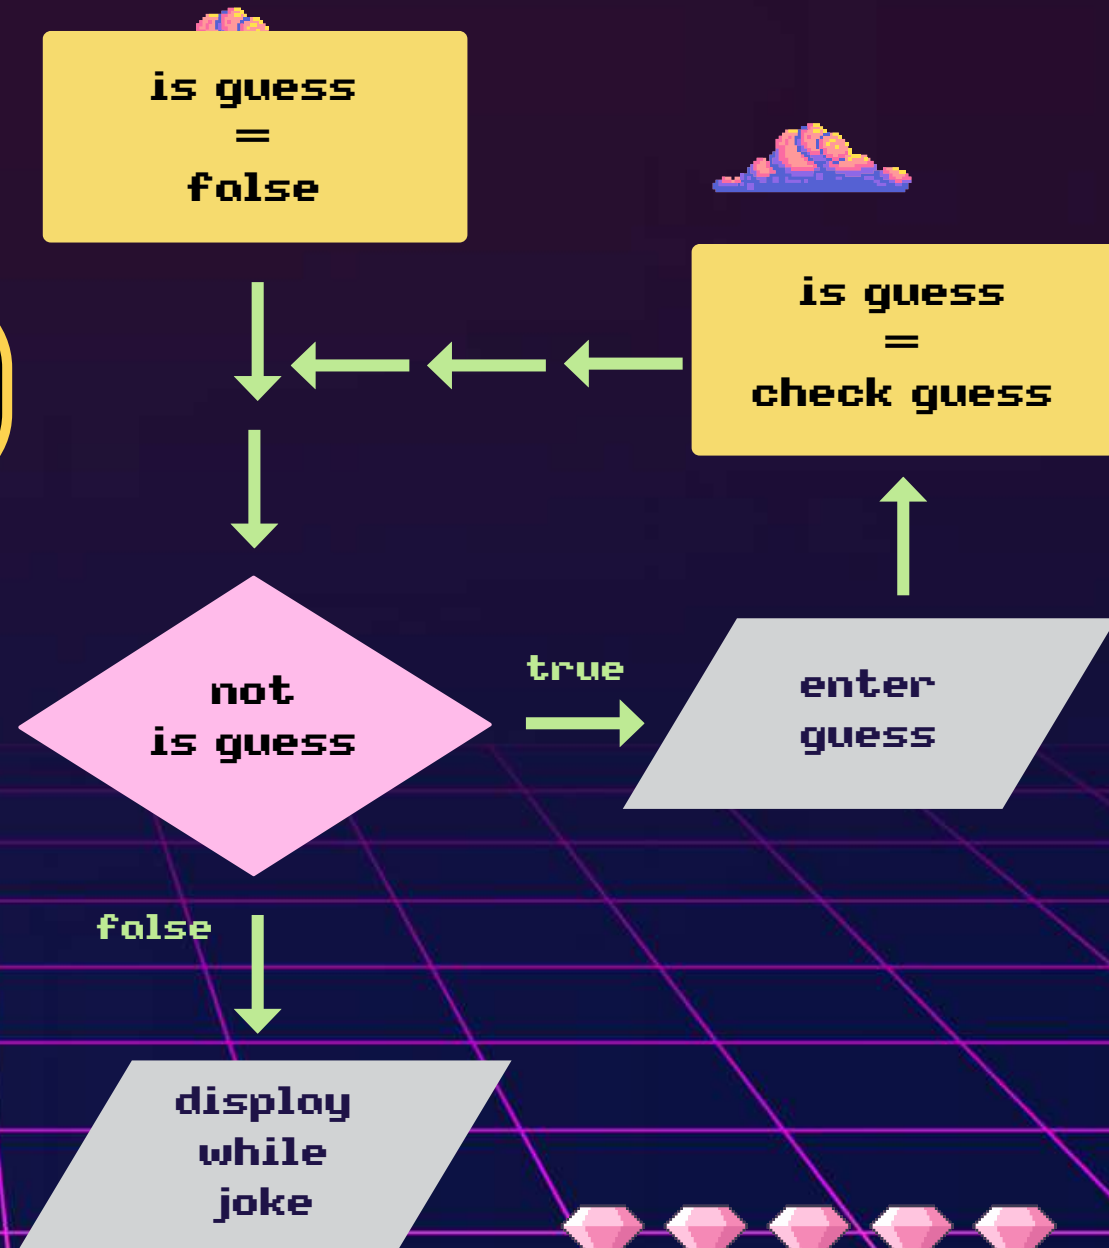 is guess
=
false
is guess
=
check guess
not
is guess
true
enter
guess
false
display
while
joke